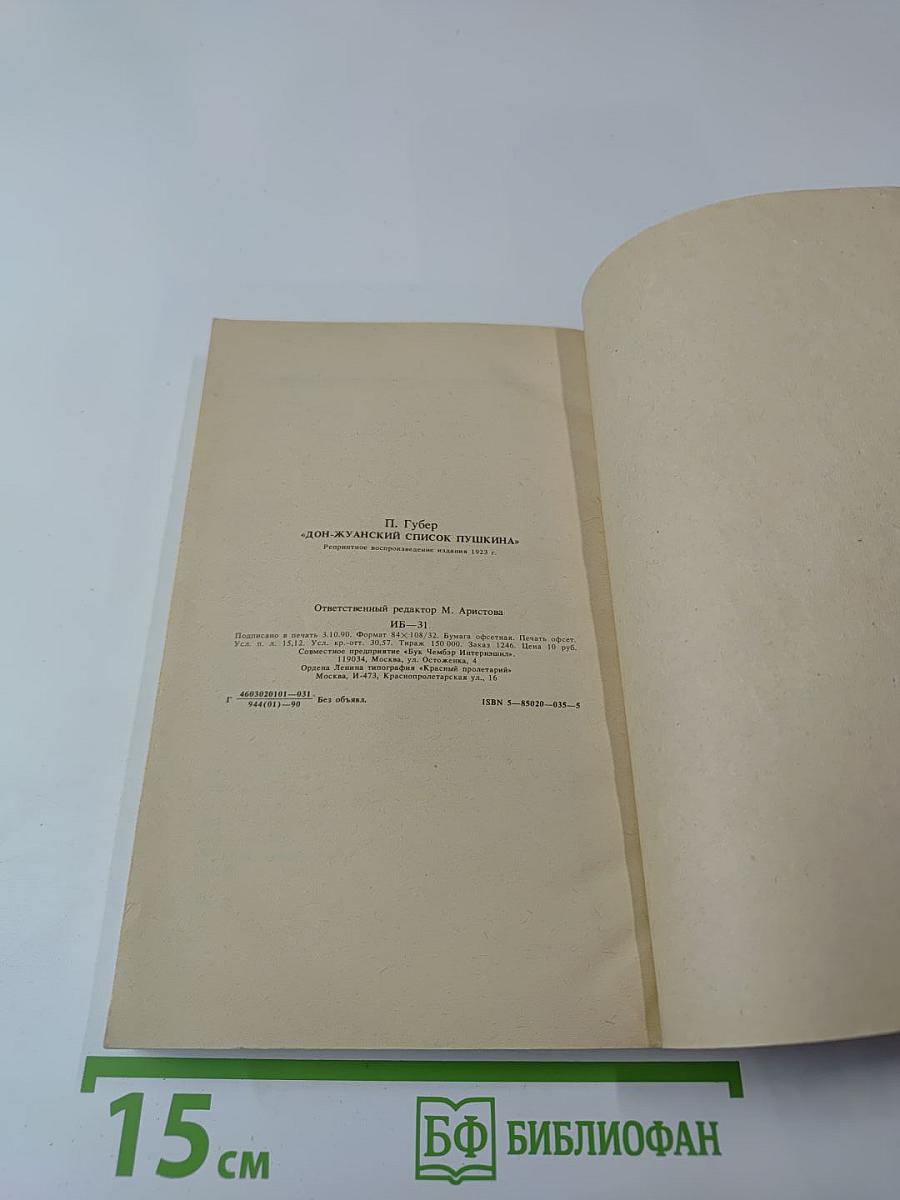 П. Губер
«ДОН-ЖУАНСКИЙ СПИСОК ПУШКИНА»
Репринтное воспроизведение издания 1923 г.
Ответственный редактор М. Аристова
ИБ—31
Подписано в печать 3.10.90. Формат 84×108/32. Бумага офсетная. Печать офсет.
Усл. п. л. 15,12. Усл. кр.-отт. 30,57. Тираж 150 000. Заказ 1246. Цена 10 руб.
Совместное предприятие «Бук Чембэр Интернэшнл».
119034, Москва, ул. Остоженка, 4
Ордена Ленина типография «Красный пролетарий»
Москва, И-473, Краснопролетарская ул., 16
Г 4603020101—031 / 944(01)—90 Без объявл.
ISBN 5—85020—035—5
15 см
БФ БИБЛИОФАН